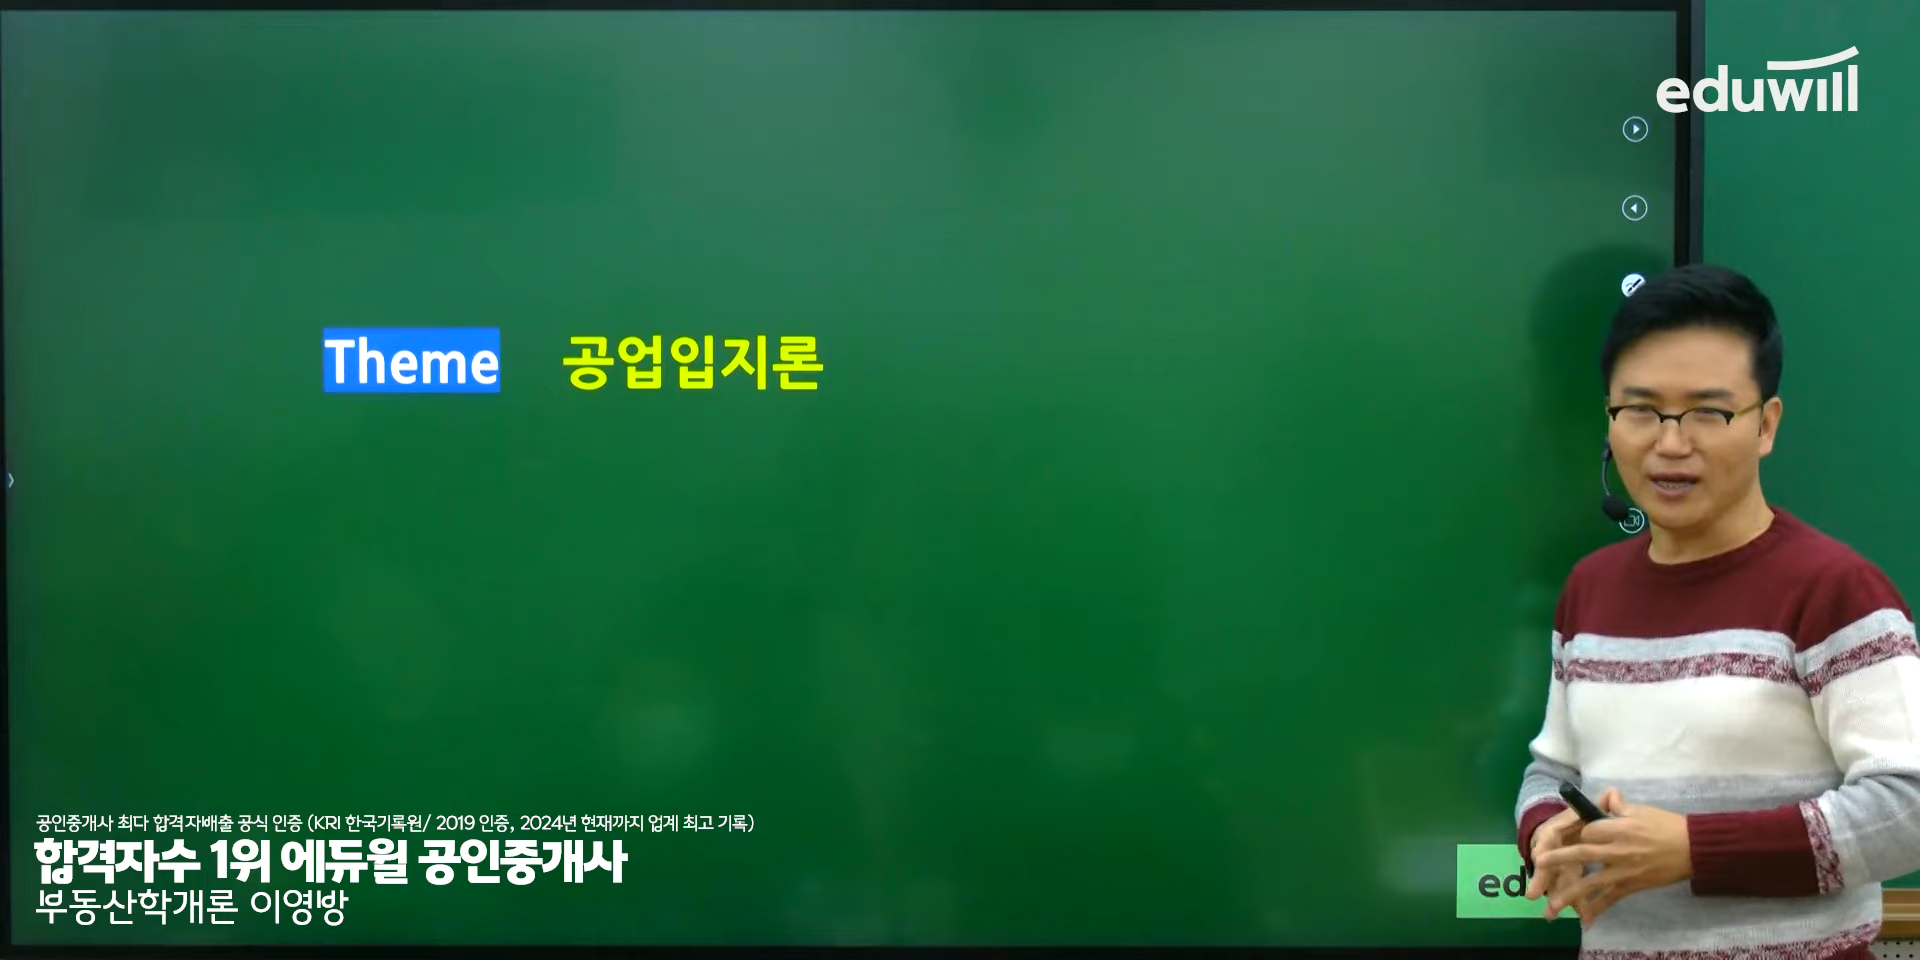 eduwill
Theme 공업입지론
공인중개사 최다 합격자배출 공식 인증 (KRI 한국기록원/ 2019 인증, 2024년 현재까지 업계 최고 기록)
합격자수 1위 에듀윌 공인중개사
부동산학개론 이영방
ed